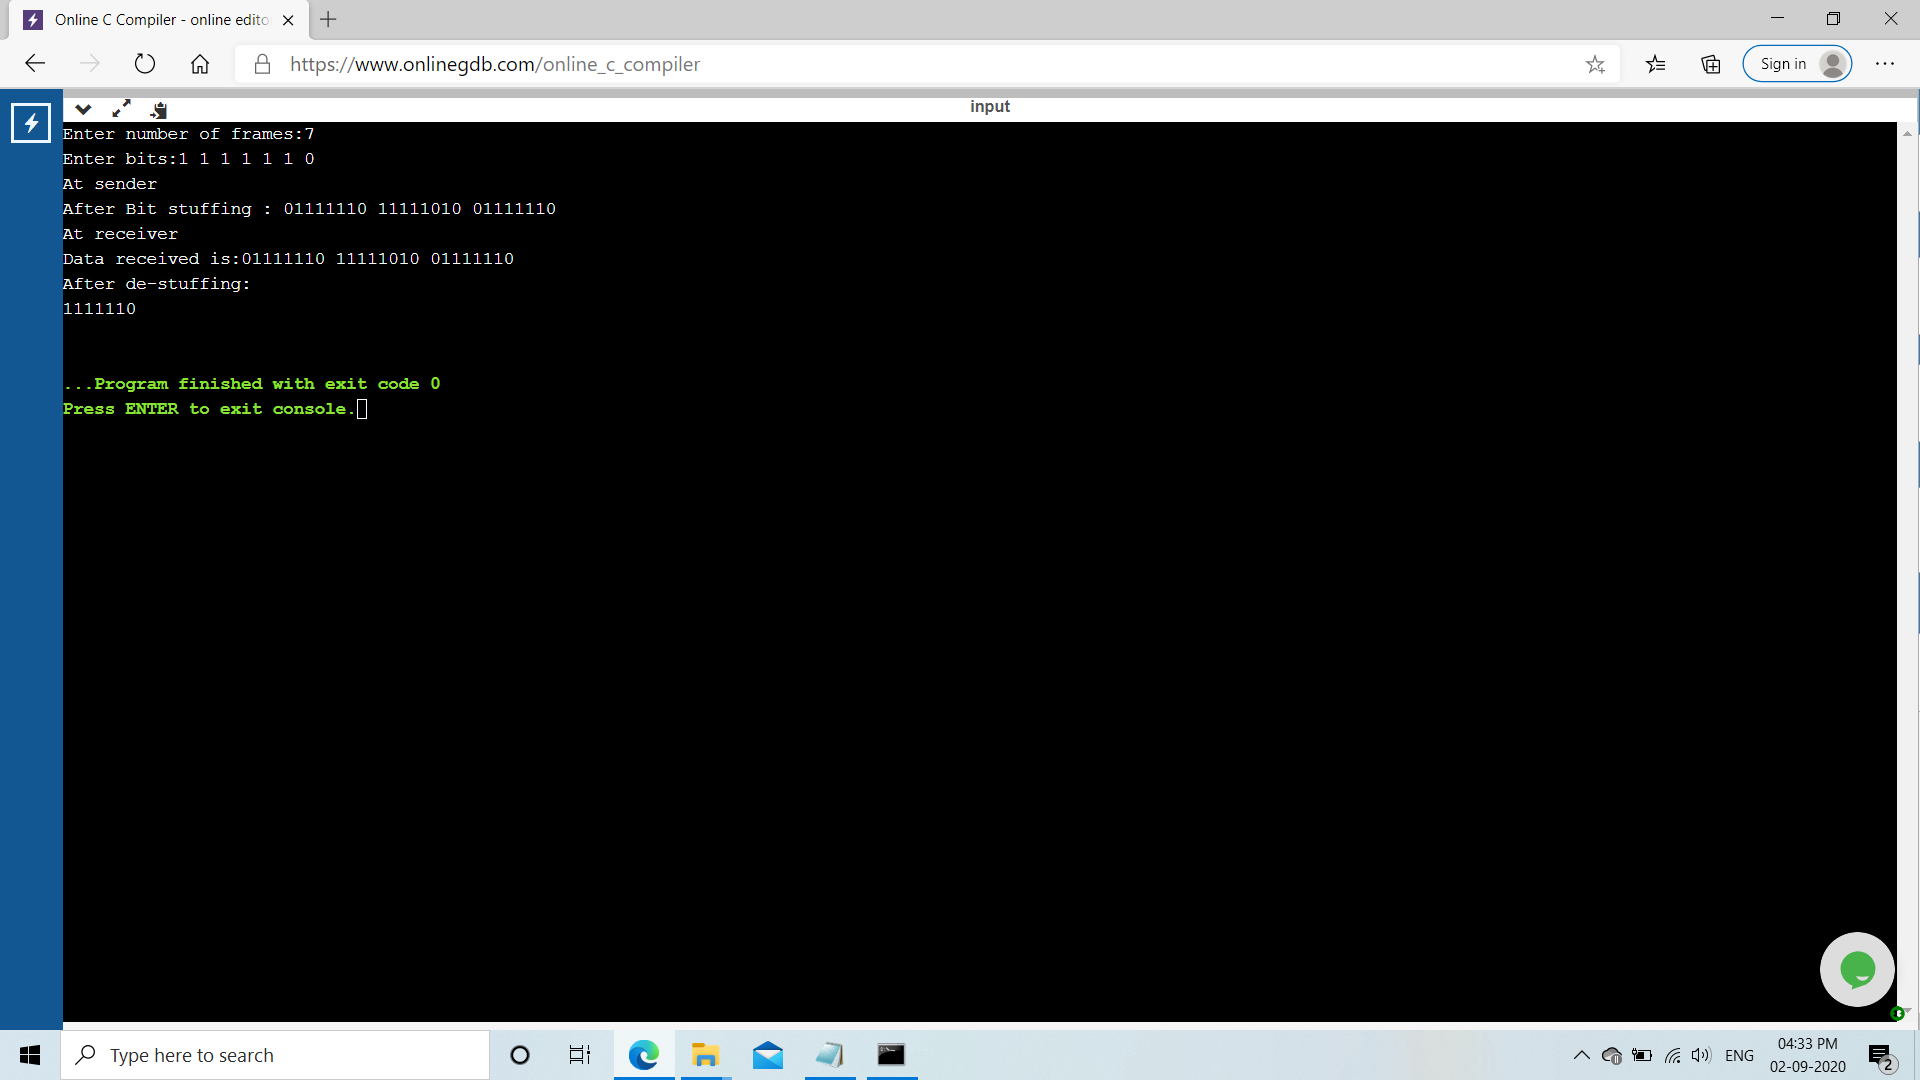 Online C Compiler - online edito
https://www.onlinegdb.com/online_c_compiler
Sign in
input
Enter number of frames:7
Enter bits:1 1 1 1 1 1 0
At sender
After Bit stuffing : 01111110 11111010 01111110
At receiver
Data received is:01111110 11111010 01111110
After de-stuffing:
1111110
...Program finished with exit code 0
Press ENTER to exit console.
Type here to search
ENG
04:33 PM
02-09-2020
2